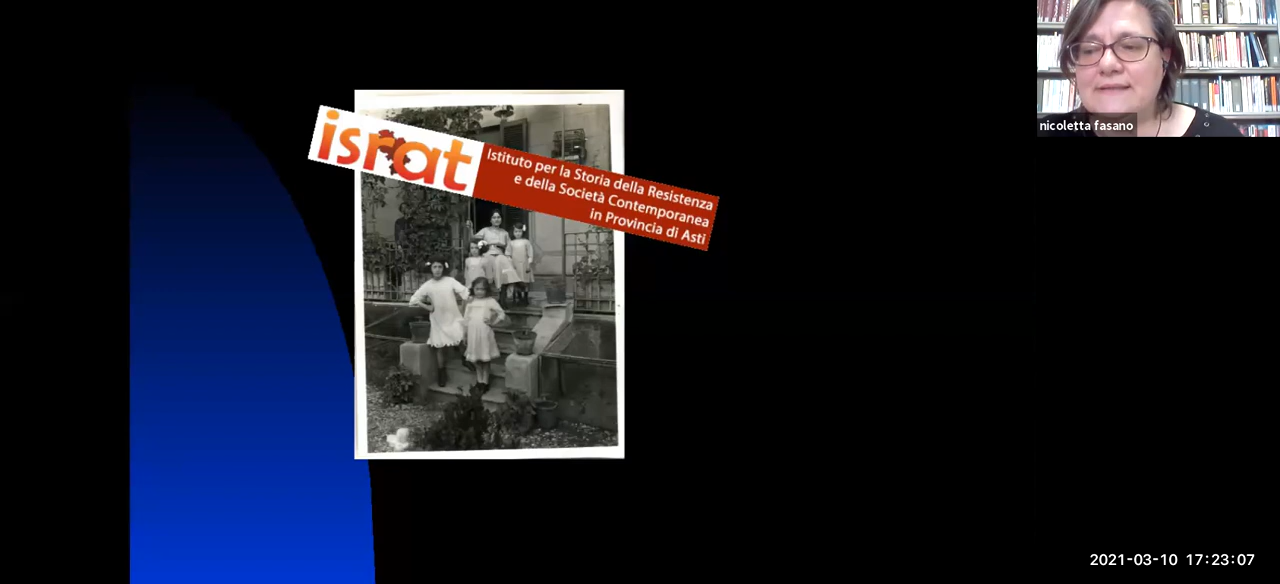 nicoletta fasano
israt
Istituto per la Storia della Resistenza
e della Società Contemporanea
in Provincia di Asti
2021-03-10 17:23:07